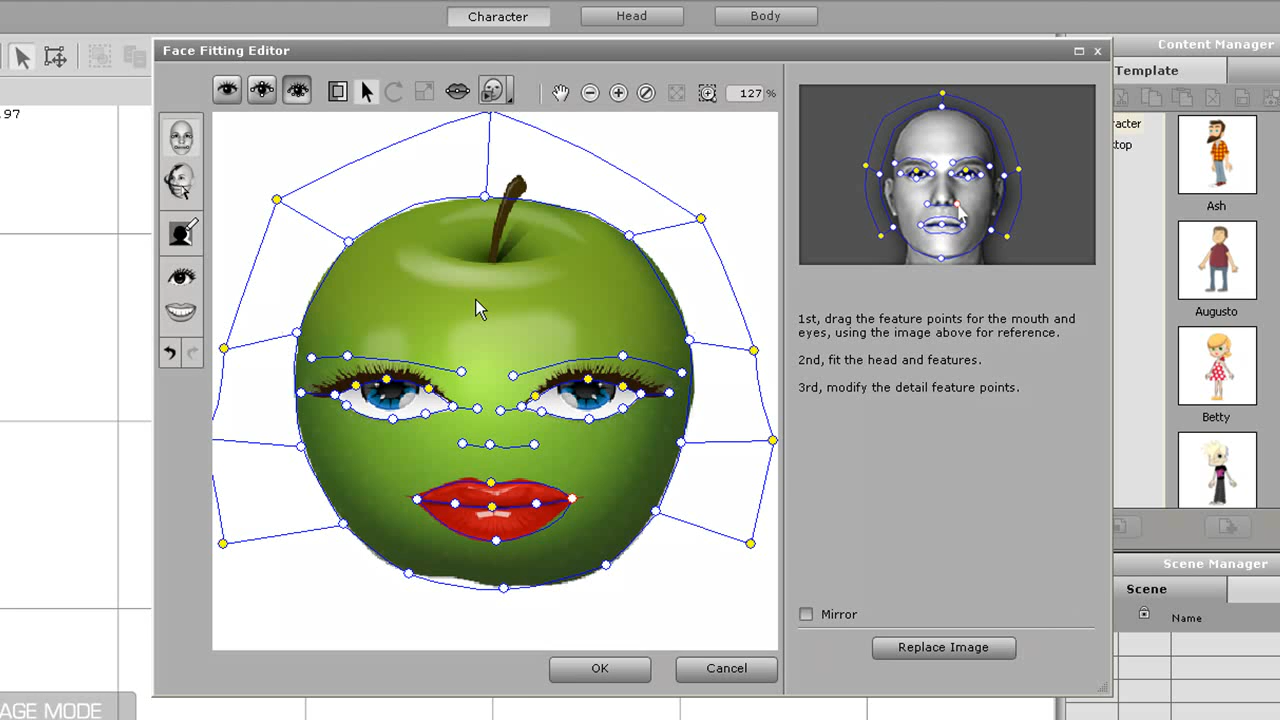 Character
Head
Body
Face Fitting Editor
Content Manager
Template
127 %
.97
acter
Ash
top
Augusto
1st, drag the feature points for the mouth and
eyes, using the image above for reference.
2nd, fit the head and features.
3rd, modify the detail feature points.
Betty
Mirror
Replace Image
OK
Cancel
Scene Manager
Scene
Name
AGE MODE